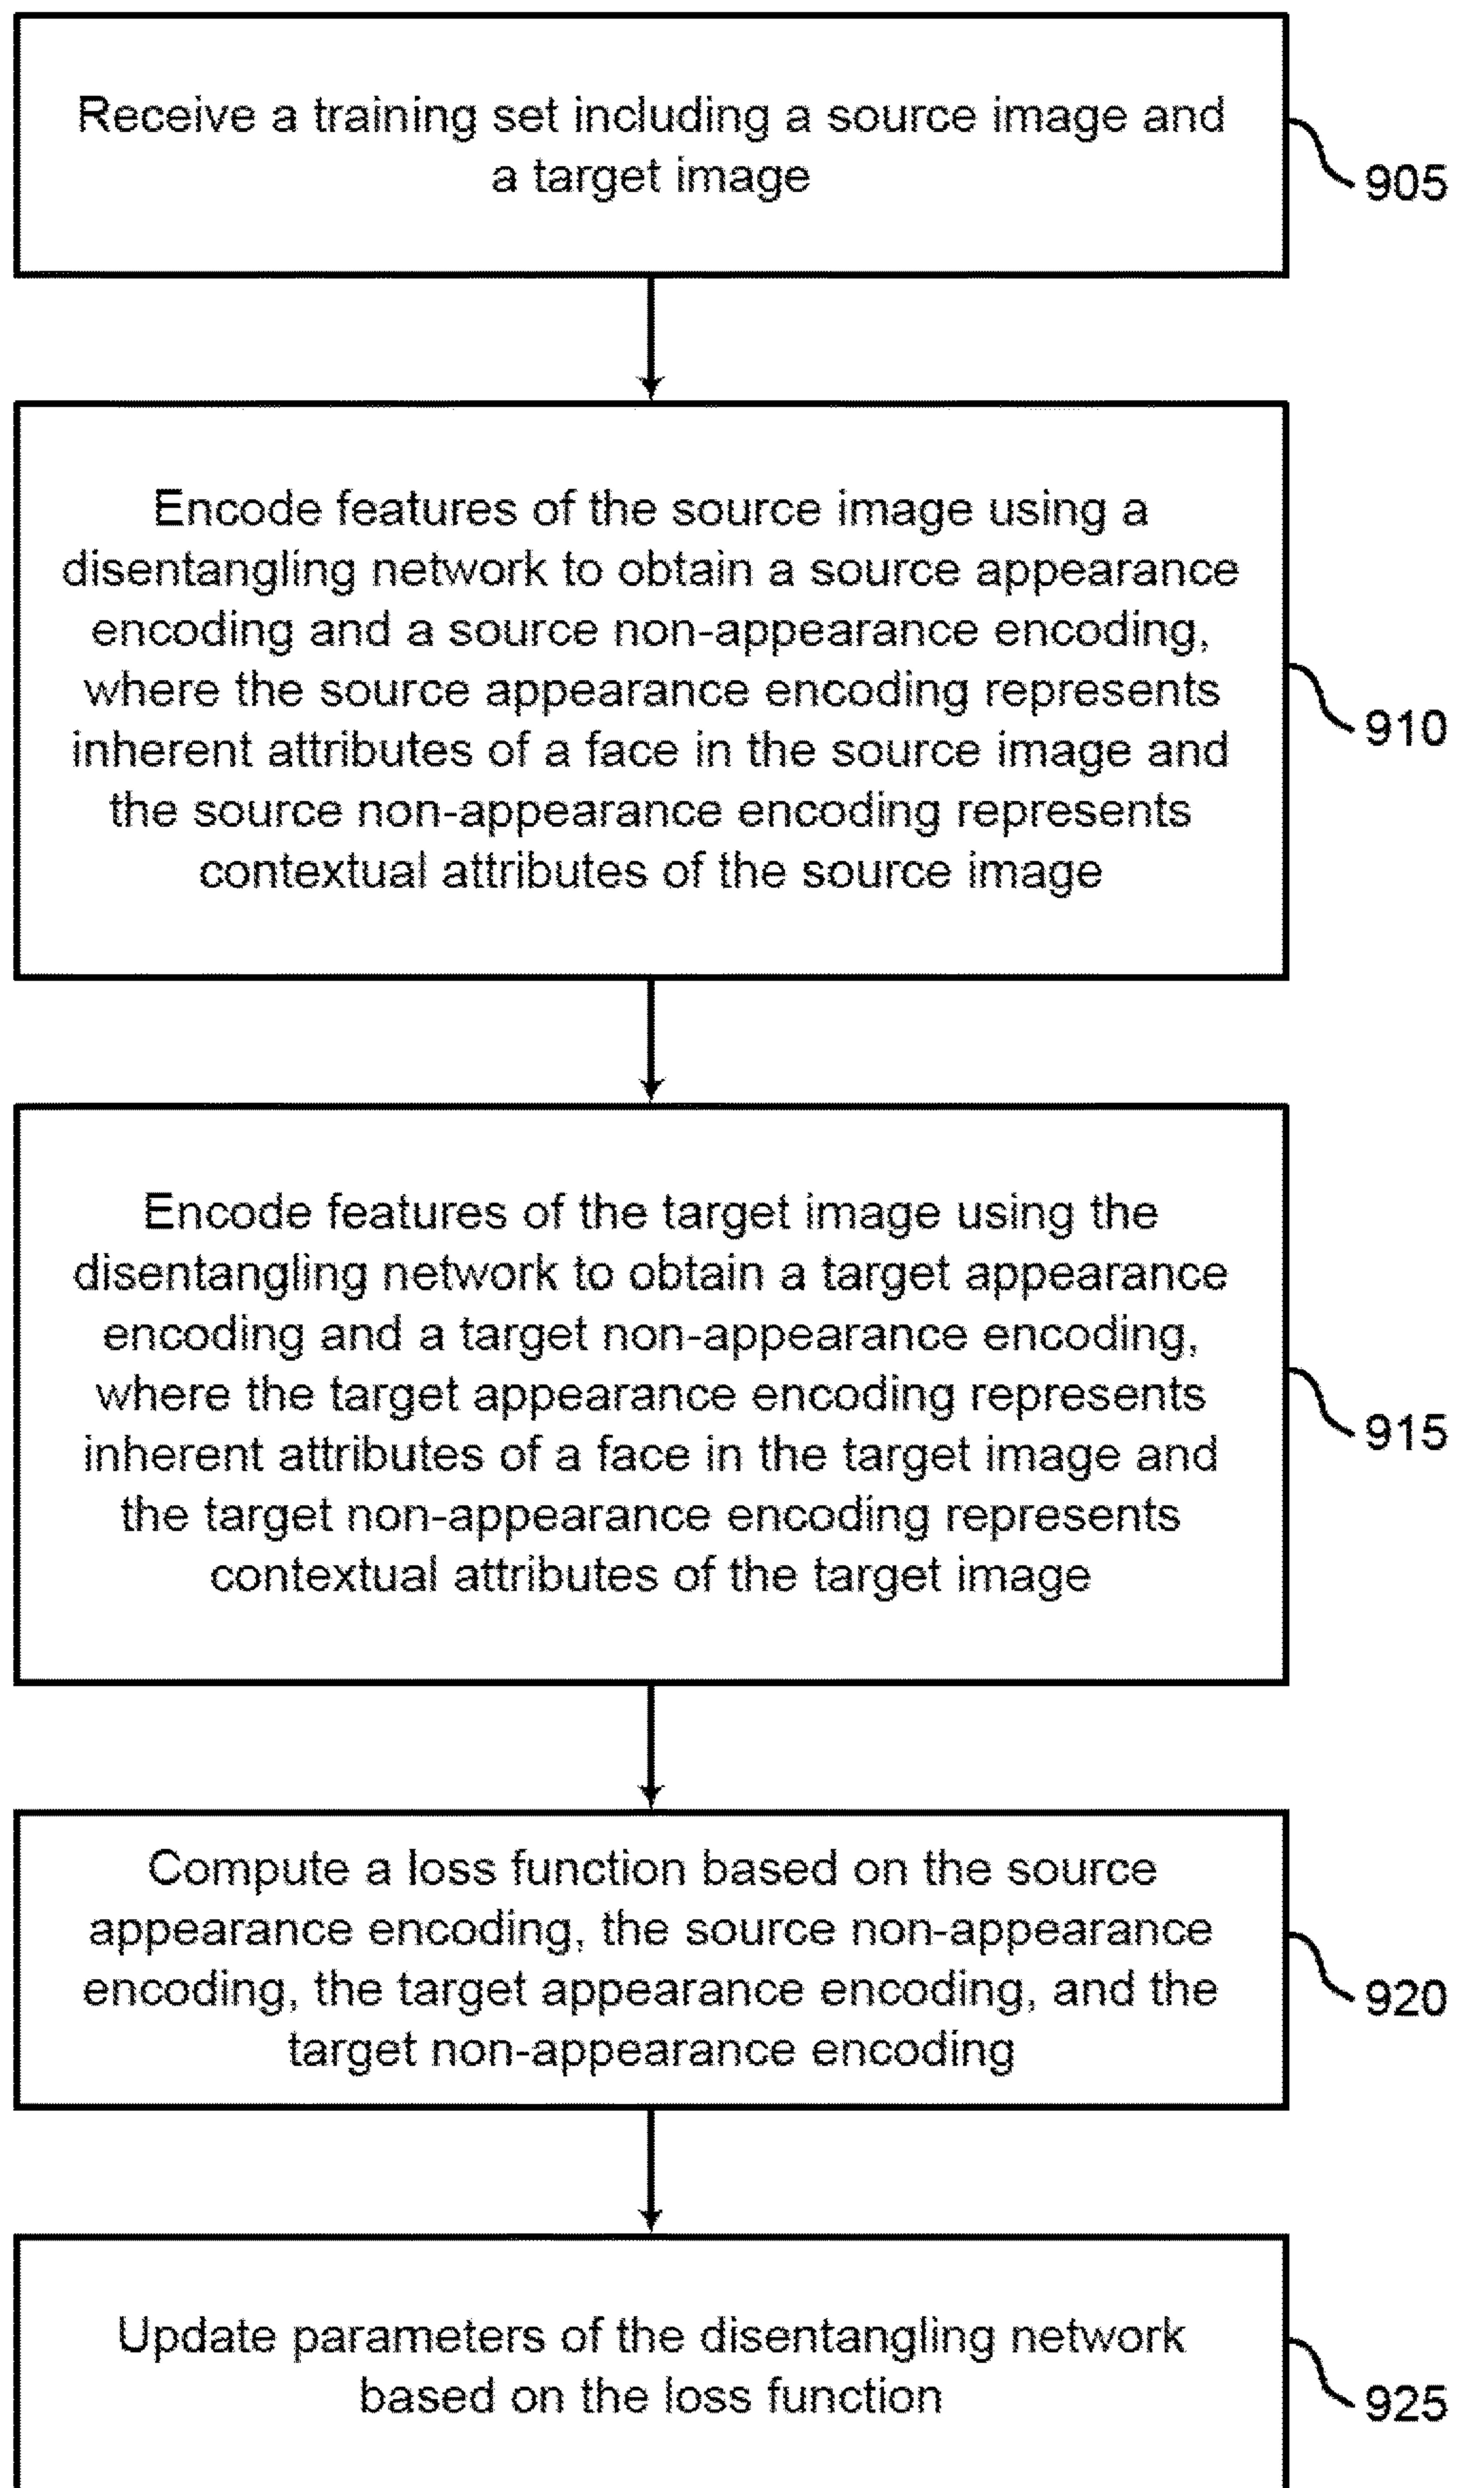 Receive a training set including a source image and
a target image
905
Encode features of the source image using a
disentangling network to obtain a source appearance
encoding and a source non-appearance encoding,
where the source appearance encoding represents
inherent attributes of a face in the source image and
the source non-appearance encoding represents
contextual attributes of the source image
910
Encode features of the target image using the
disentangling network to obtain a target appearance
encoding and a target non-appearance encoding,
where the target appearance encoding represents
inherent attributes of a face in the target image and
the target non-appearance encoding represents
contextual attributes of the target image
915
Compute a loss function based on the source
appearance encoding, the source non-appearance
encoding, the target appearance encoding, and the
target non-appearance encoding
920
Update parameters of the disentangling network
based on the loss function
925